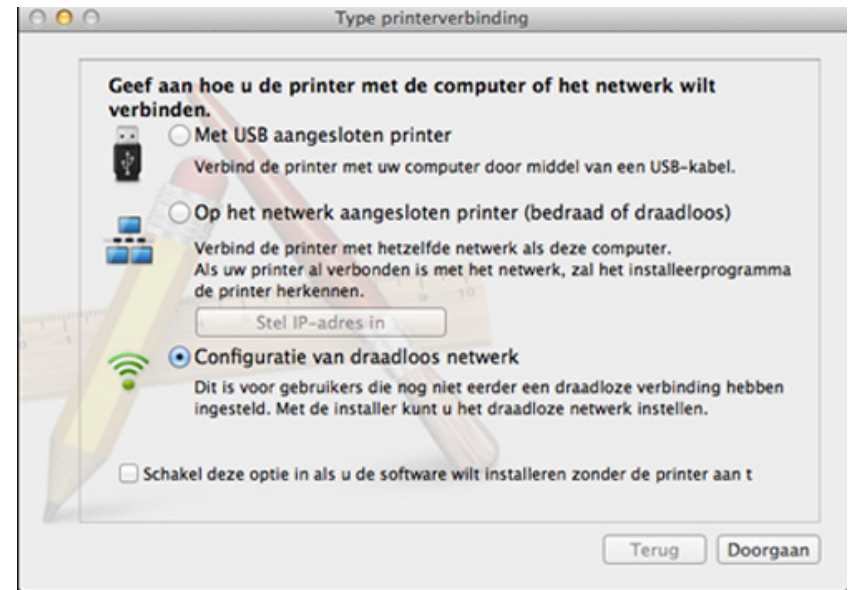 Type printerverbinding
Geef aan hoe u de printer met de computer of het netwerk wilt
verbinden.
Met USB aangesloten printer
Verbind de printer met uw computer door middel van een USB-kabel.
Op het netwerk aangesloten printer (bedraad of draadloos)
Verbind de printer met hetzelfde netwerk als deze computer.
Als uw printer al verbonden is met het netwerk, zal het installeerprogramma
de printer herkennen.
Stel IP-adres in
Configuratie van draadloos netwerk
Dit is voor gebruikers die nog niet eerder een draadloze verbinding hebben
ingesteld. Met de installer kunt u het draadloze netwerk instellen.
Schakel deze optie in als u de software wilt installeren zonder de printer aan t
Terug
Doorgaan